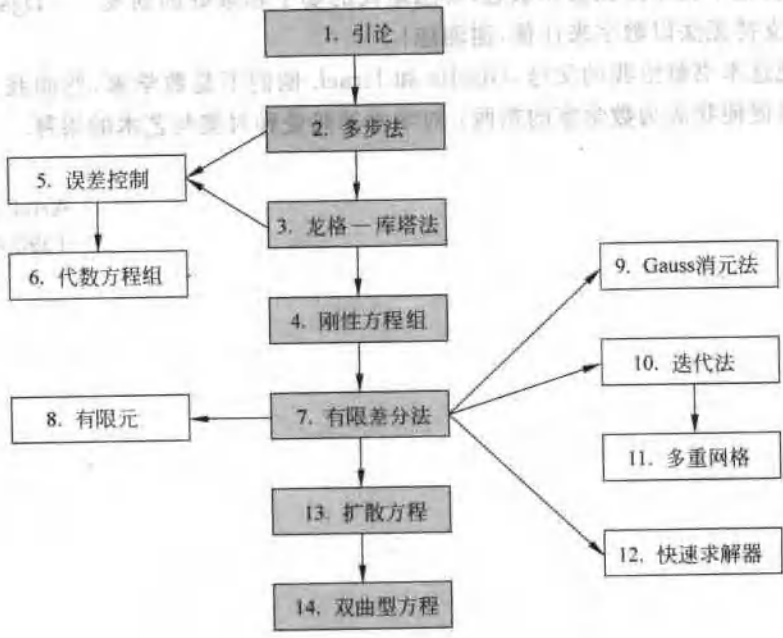 1. 引论
2. 多步法
5. 误差控制
3. 龙格—库塔法
6. 代数方程组
9. Gauss消元法
4. 刚性方程组
10. 迭代法
8. 有限元
7. 有限差分法
11. 多重网格
13. 扩散方程
12. 快速求解器
14. 双曲型方程